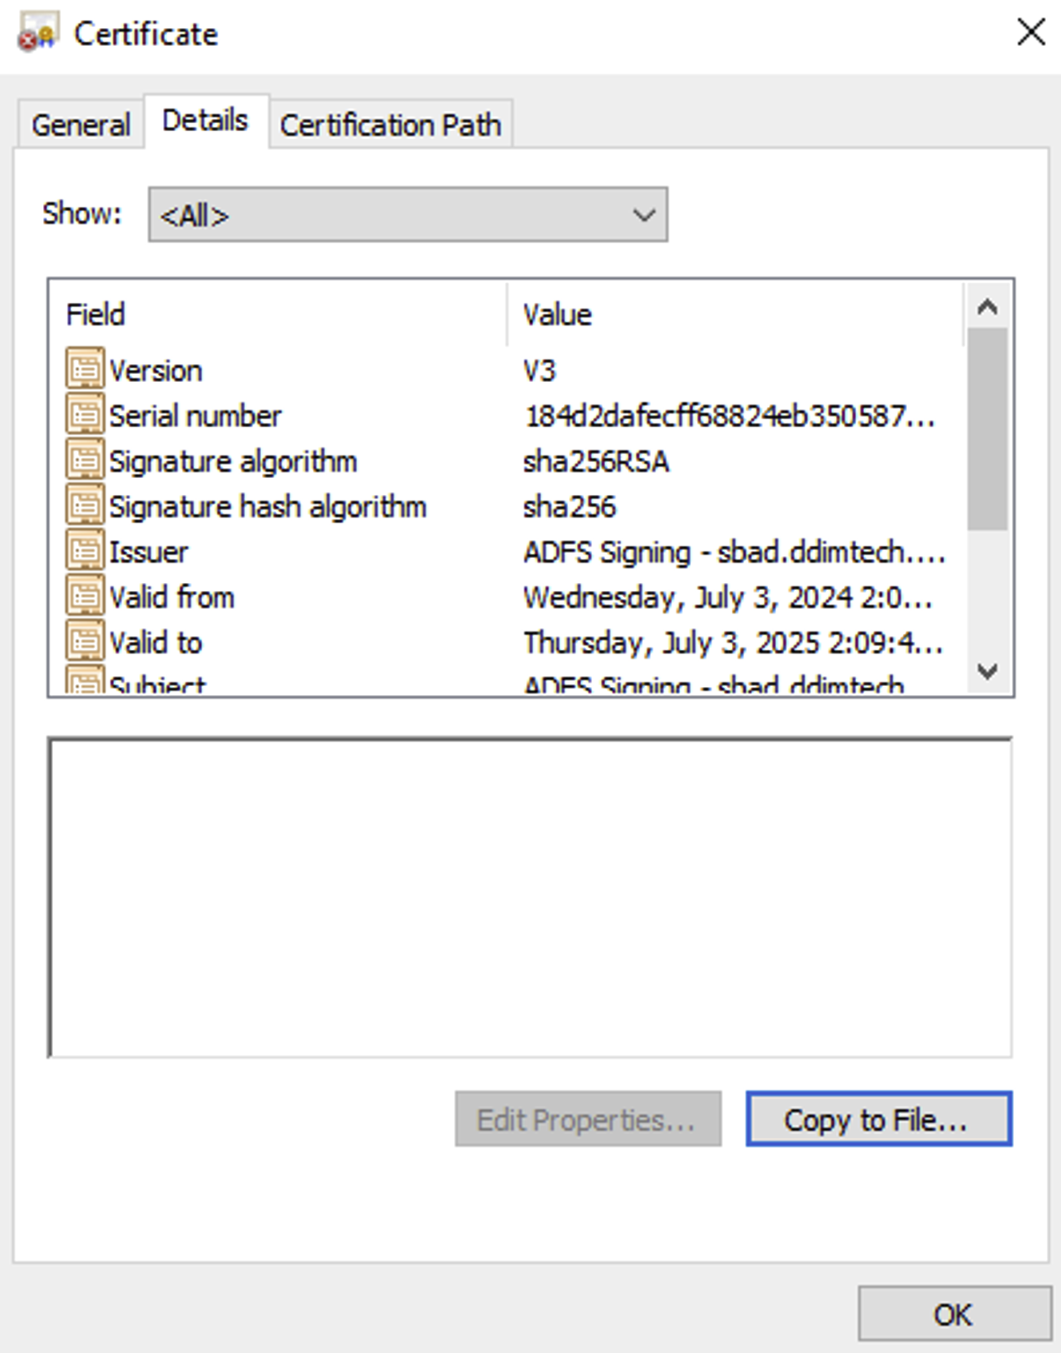 Certificate
General Details Certification Path
Show: <All>
Field Value
Version V3
Serial number 184d2dafecff68824eb350587...
Signature algorithm sha256RSA
Signature hash algorithm sha256
Issuer ADFS Signing - sbad.ddimtech....
Valid from Wednesday, July 3, 2024 2:0...
Valid to Thursday, July 3, 2025 2:09:4...
Subject ADFS Signing - sbad.ddimtech
Edit Properties... Copy to File...
OK